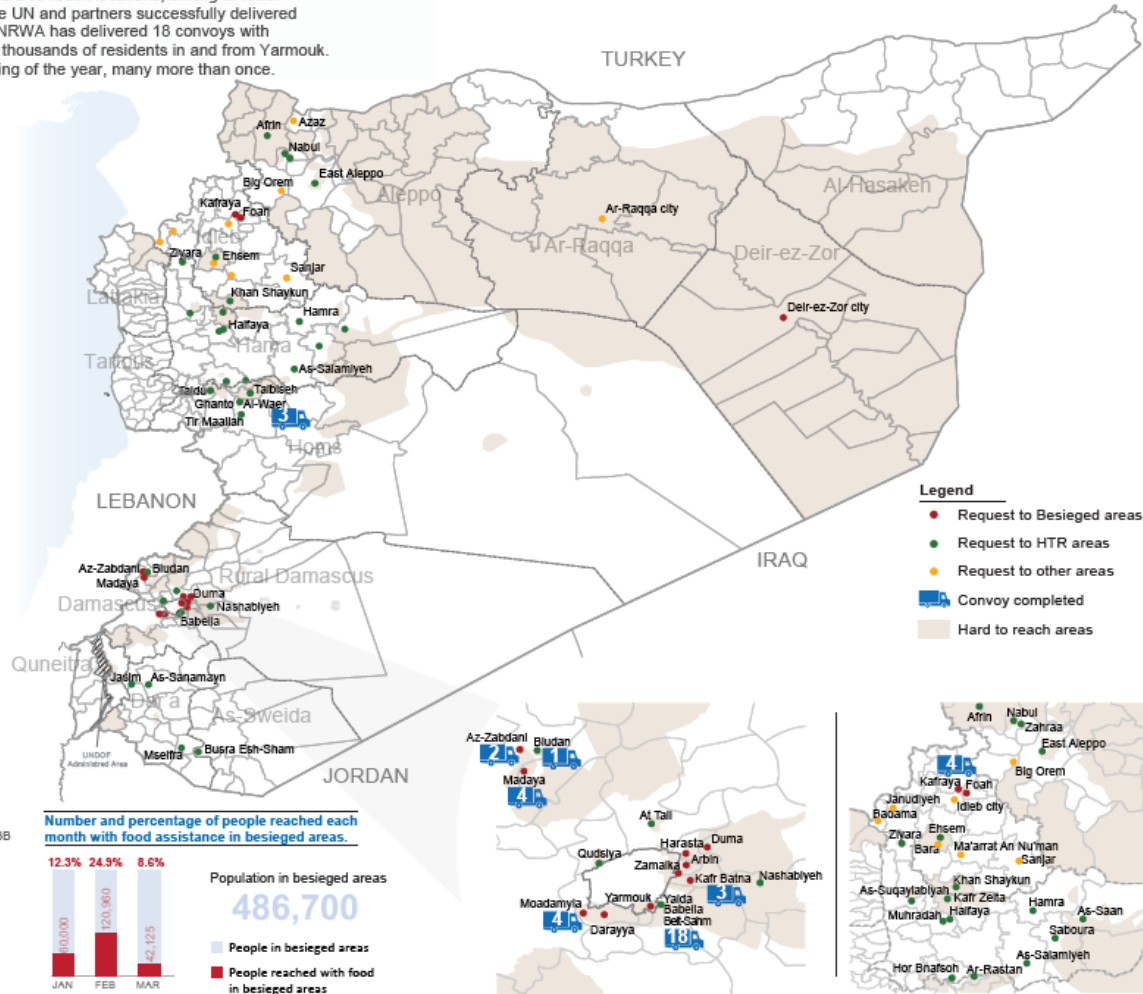 e UN and partners successfully delivered
NRWA has delivered 18 convoys with
thousands of residents in and from Yarmouk.
ing of the year, many more than once.
TURKEY
Afrin
Azaz
Nabul
Big Orem
East Aleppo
Aleppo
Al-Hasakeh
Kafraya
Foah
Ar-Raqqa city
Idleb
Ar-Raqqa
Deir-ez-Zor
Ziyara
Ehsem
Sanjar
Lattakia
Khan Shaykun
Hamra
Deir-ez-Zor city
Halfaya
Hama
Tartous
As-Salamiyeh
Taldu
Talbiseh
Ghanto
Al-Waer
3
Tir Maallah
Homs
LEBANON
Legend
Request to Besieged areas
Request to HTR areas
Request to other areas
Convoy completed
Hard to reach areas
IRAQ
Az-Zabdani
Bludan
Madaya
Rural Damascus
Duma
Damascus
Nashabiyeh
Babella
Quneitra
Jasim
As-Sanamayn
Dar'a
As-Sweida
UNDOF
Administred Area
Mseifra
Busra Esh-Sham
JORDAN
Az-Zabdani
2
Bludan
1
Madaya
4
At Tall
Harasta
Duma
Qudsiya
Arbin
Zamalka
Kafr Batna
Nashabiyeh
3
Yarmouk
Yalda
Moadamyia
Babella
4
Beit-Sahm
Darayya
18
Afrin
Nabul
Zahraa
East Aleppo
4
Big Orem
Kafraya
Foah
Janudiyeh
Idleb city
Badama
Ziyara
Ehsem
Bara
Ma'arrat An Nu'man
Sanjar
Khan Shaykun
As-Suqaylabiyah
Kafr Zeita
Hamra
Muhradah
Halfaya
As-Saan
Saboura
As-Salamiyeh
Hor Bnafsoh
Ar-Rastan
Number and percentage of people reached each
month with food assistance in besieged areas.
12.3% 24.9% 8.6%
60,000
120,960
42,125
JAN FEB MAR
Population in besieged areas
486,700
People in besieged areas
People reached with food
in besieged areas